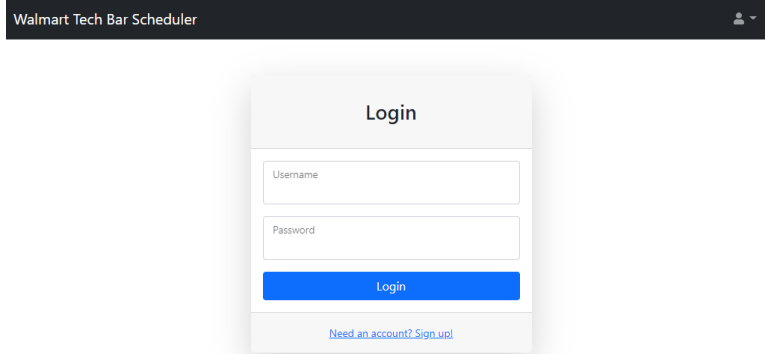 Walmart Tech Bar Scheduler
Login
Username
Password
Login
Need an account? Sign up!